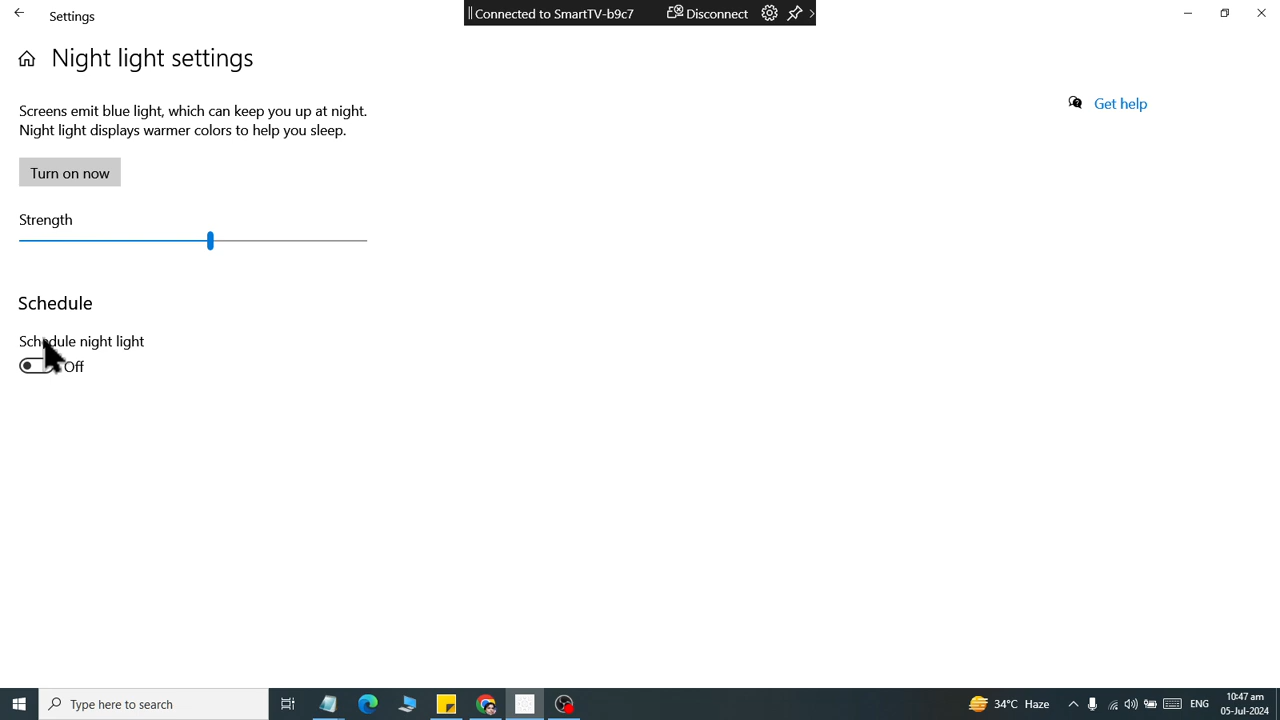 Settings
Connected to SmartTV-b9c7 Disconnect
Night light settings
Screens emit blue light, which can keep you up at night.
Night light displays warmer colors to help you sleep.
Get help
Turn on now
Strength
Schedule
Schedule night light
Off
Type here to search
34°C Haze
ENG
10:47 am
05-Jul-2024